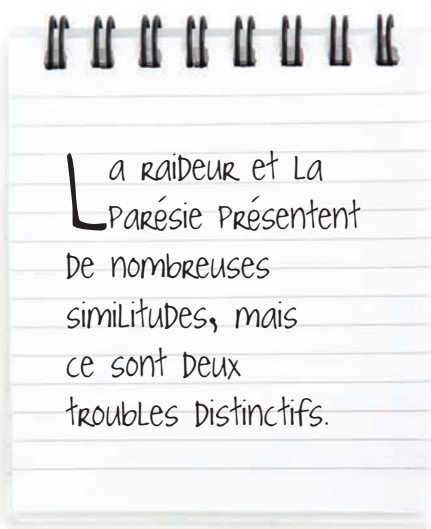 La raideur et la
parésie présentent
de nombreuses
similitudes, mais
ce sont deux
troubles distinctifs.